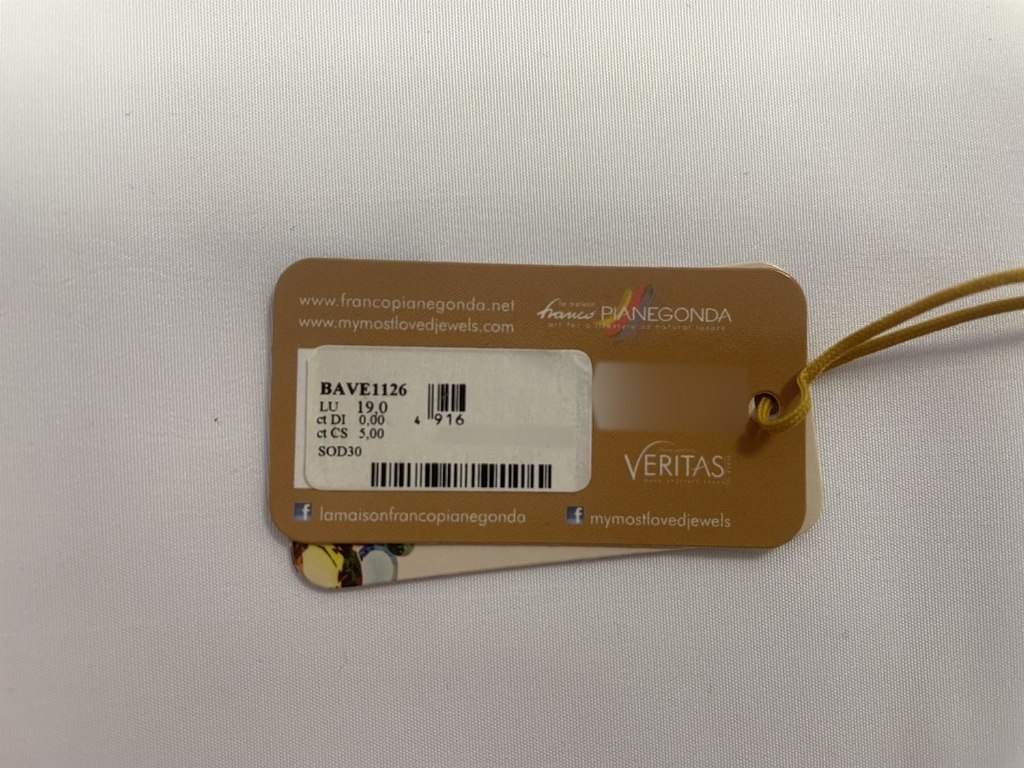 www.francopianegonda.net
www.mymostlovedjewels.com
la maison
franco PIANEGONDA
BAVE1126
LU 19,0
ct DI 0,00
ct CS 5,00
SOD30
4 916
VERITAS
lamaisonfrancopianegonda
mymostlovedjewels